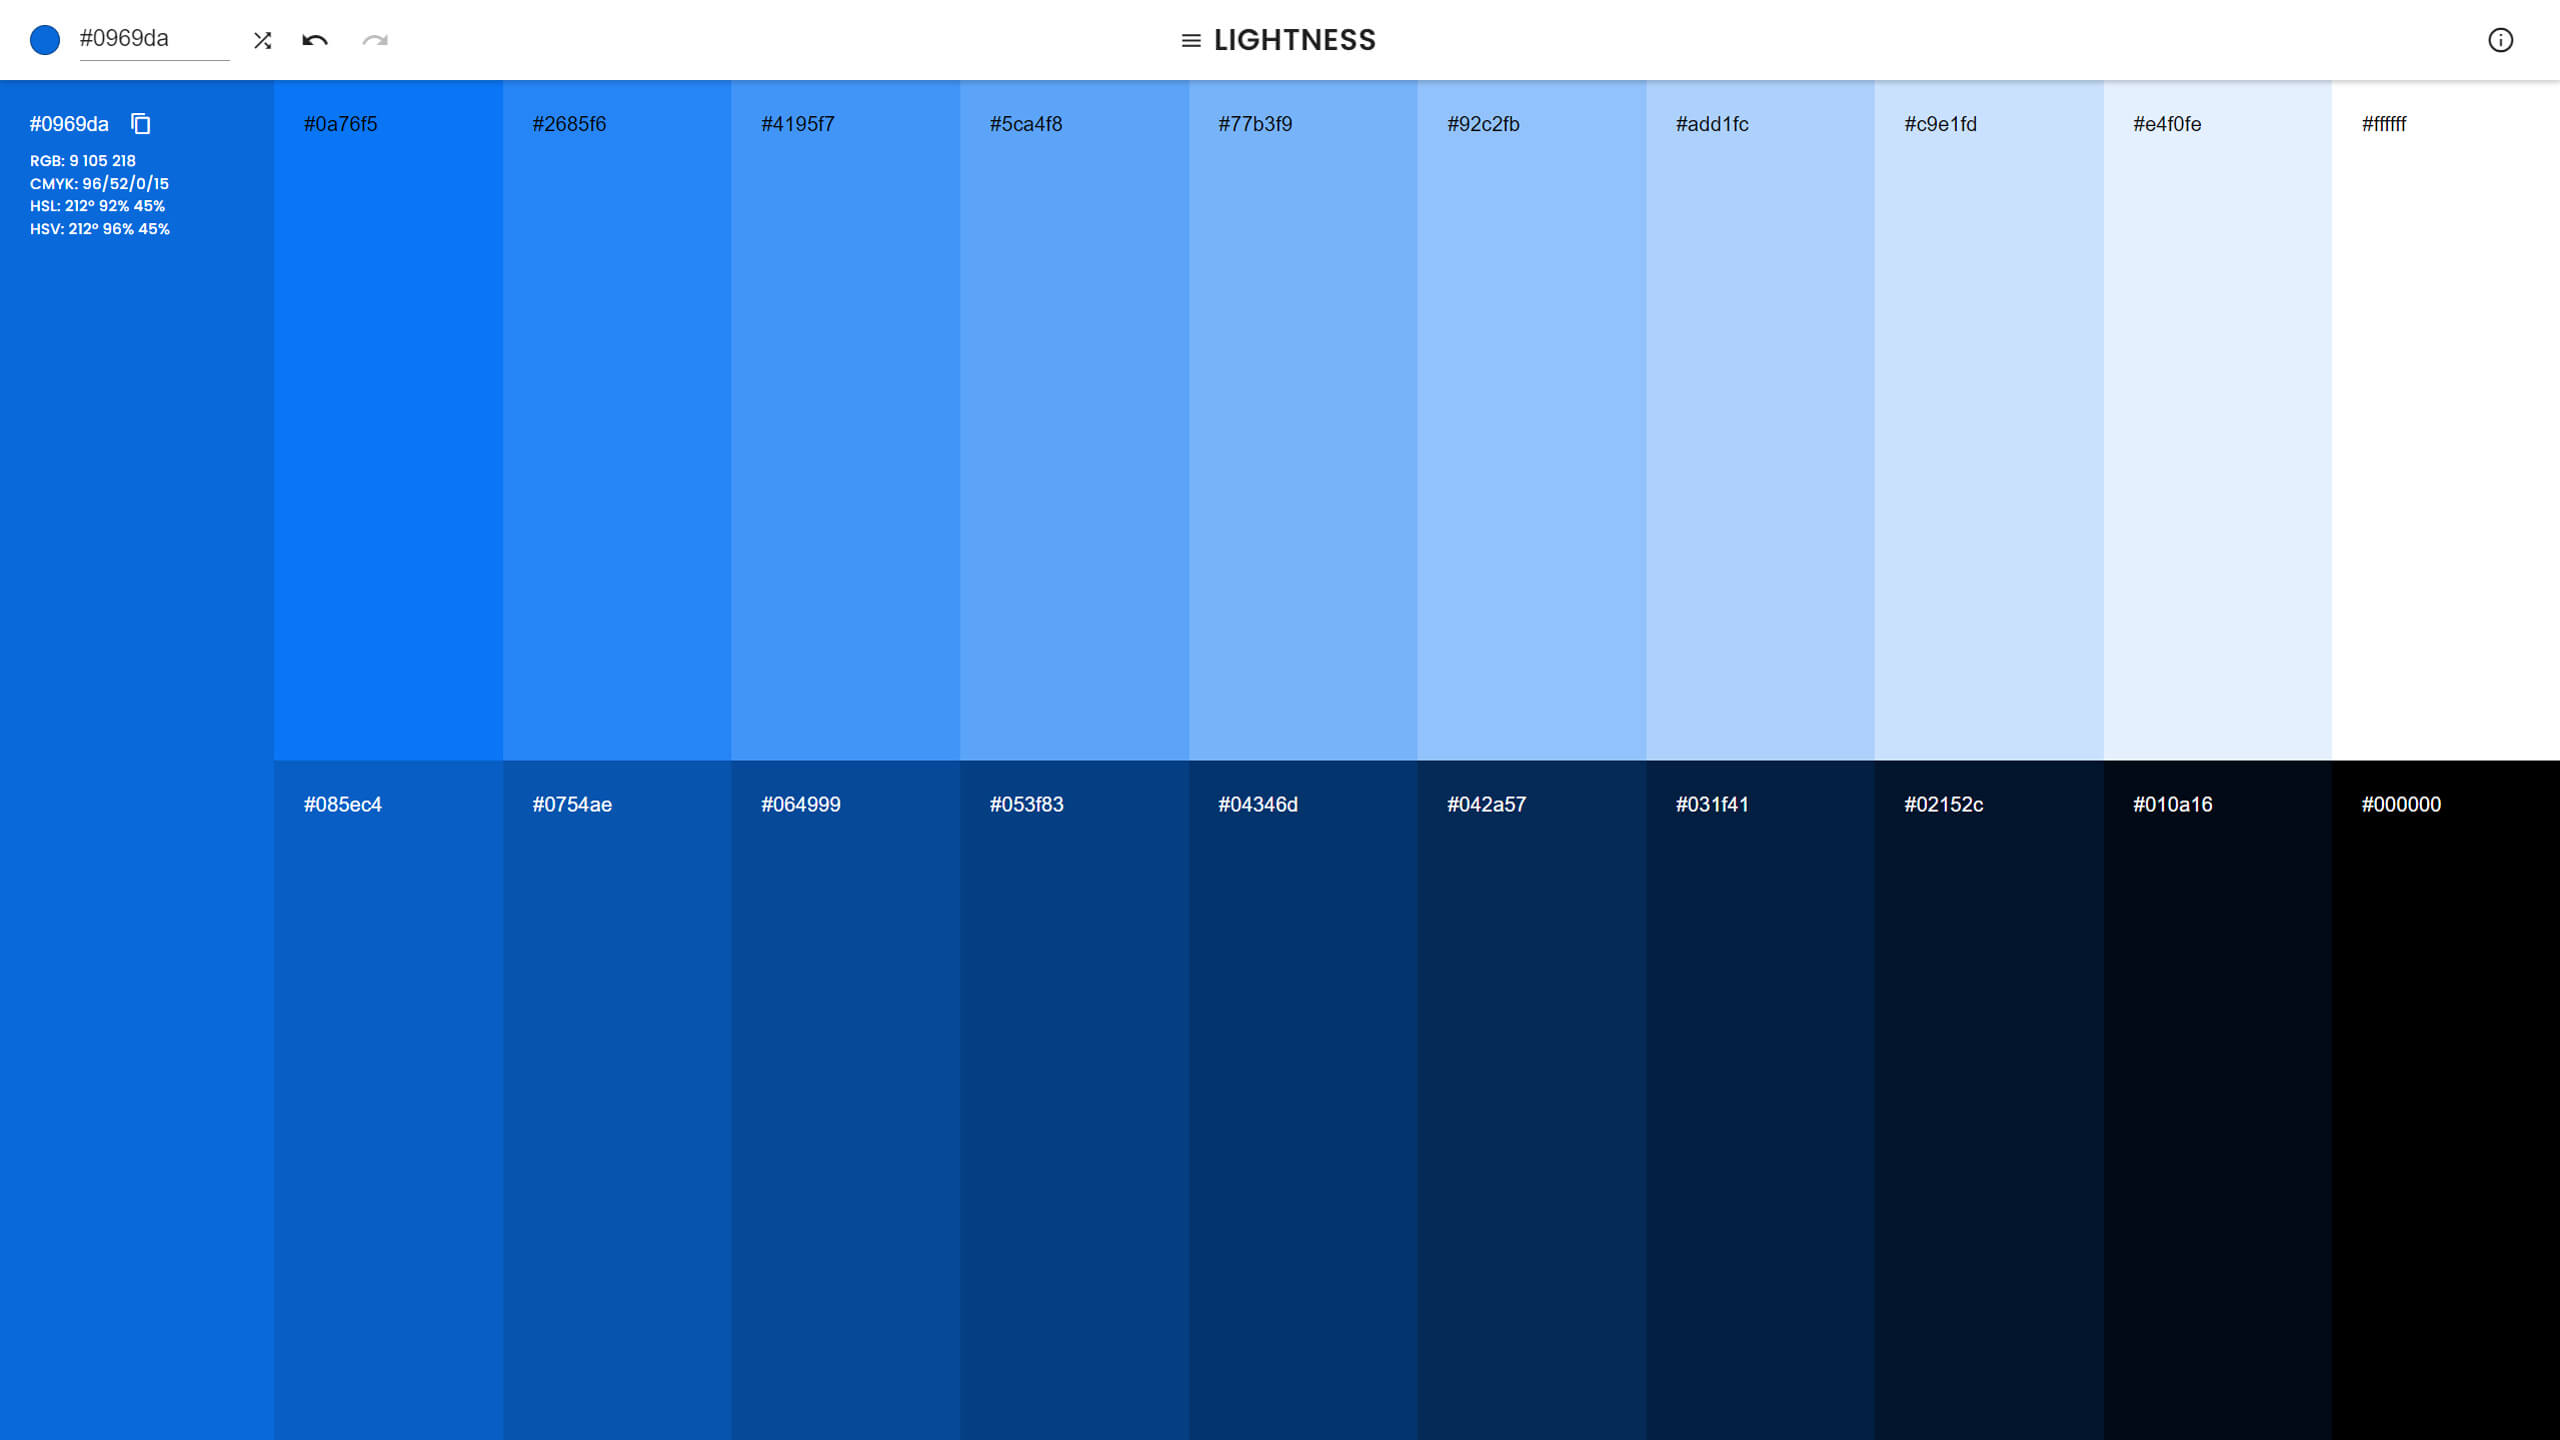 #0969da
LIGHTNESS
#0969da
RGB: 9 105 218
CMYK: 96/52/0/15
HSL: 212° 92% 45%
HSV: 212° 96% 45%
#0a76f5
#2685f6
#4195f7
#5ca4f8
#77b3f9
#92c2fb
#add1fc
#c9e1fd
#e4f0fe
#ffffff
#085ec4
#0754ae
#064999
#053f83
#04346d
#042a57
#031f41
#02152c
#010a16
#000000